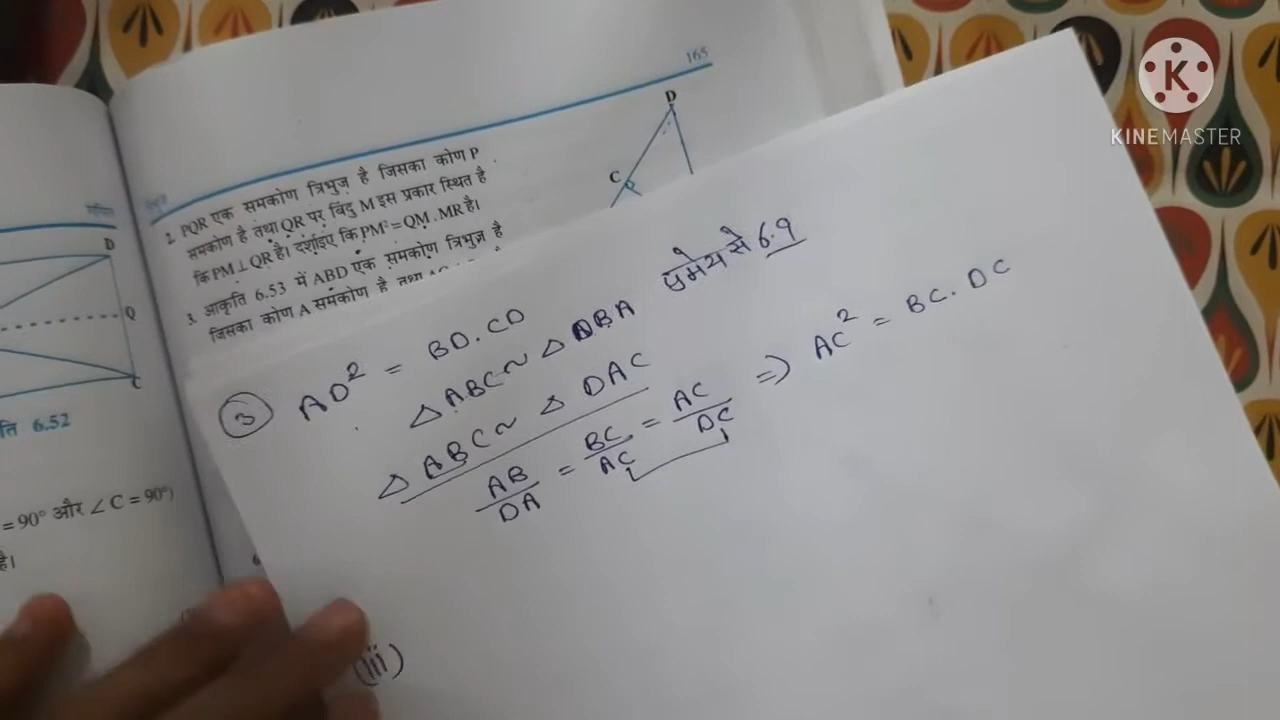 165
2. PQR एक समकोण त्रिभुज है जिसका कोण P
समकोण है तथा QR पर बिंदु M इस प्रकार स्थित है
कि PM ⊥ QR है। दर्शाइए कि PM² = QM . MR है।
3. आकृति 6.53 में ABD एक समकोण त्रिभुज है
जिसका कोण A समकोण है तथा
D
C
D
Q
C
6.52
= 90° और ∠ C = 90°)
है।
प्रमेय से 6.9
3 AD² = BD.CD
△ ABC ~ △ DBA
△ ABC ~ △ DAC
AB/DA = BC/AC = AC/DC => AC² = BC.DC
(iii)
K
KINEMASTER